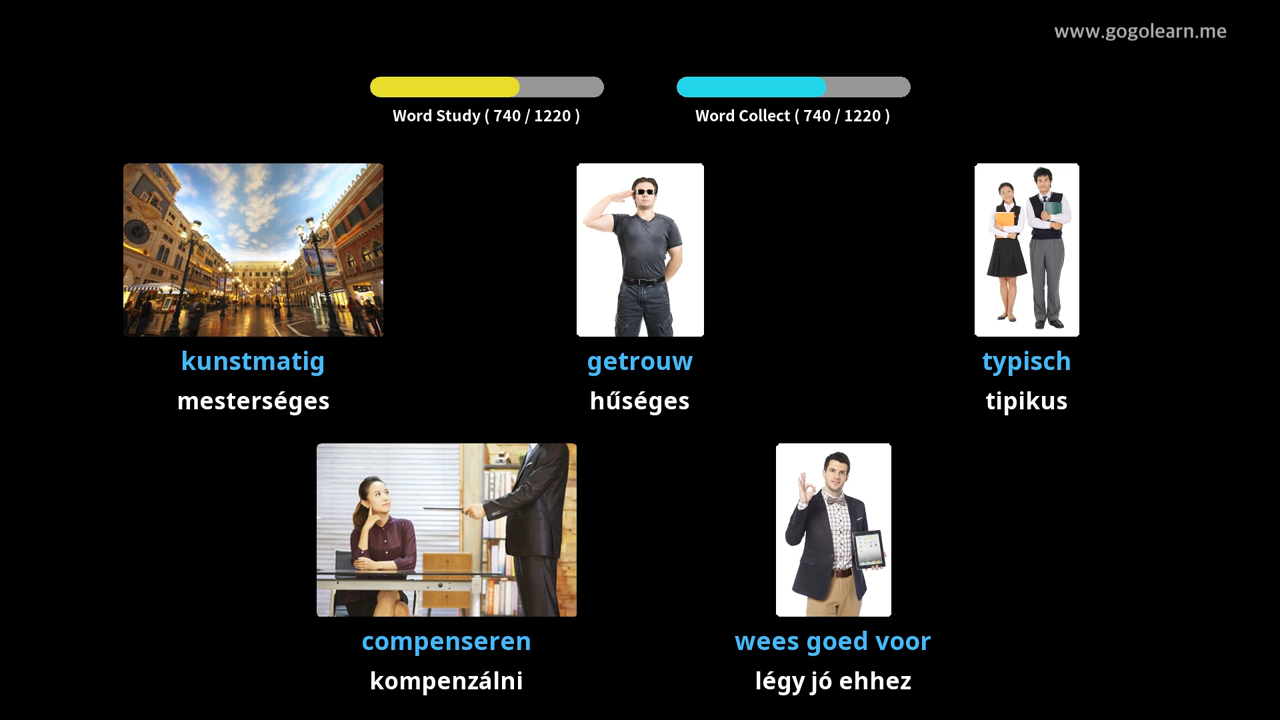 www.gogolearn.me
Word Study ( 740 / 1220 )
Word Collect ( 740 / 1220 )
kunstmatig
mesterséges
getrouw
hűséges
typisch
tipikus
compenseren
kompenzálni
wees goed voor
légy jó ehhez